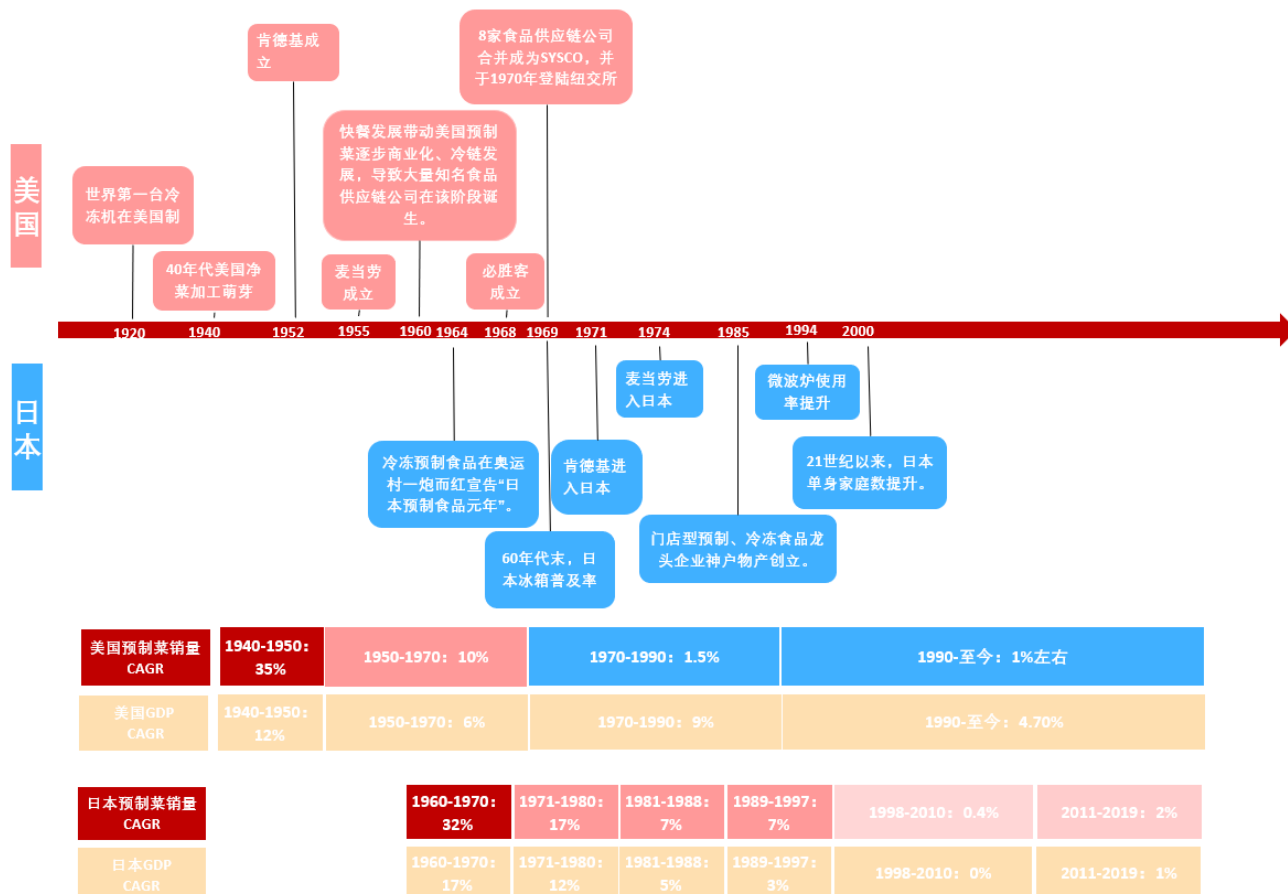 美国
肯德基成
立
8家食品供应链公司
合并成为SYSCO，并
于1970年登陆纽交所
快餐发展带动美国预制
菜逐步商业化、冷链发
展，导致大量知名食品
供应链公司在该阶段诞
生。
世界第一台冷
冻机在美国制
40年代美国净
菜加工萌芽
麦当劳
成立
必胜客
成立
1920
1940
1952
1955
1960
1964
1968
1969
1971
1974
1985
1994
2000
日本
麦当劳进
入日本
微波炉使用
率提升
冷冻预制食品在奥运
村一炮而红宣告“日
本预制食品元年”。
肯德基进
入日本
21世纪以来，日本
单身家庭数提升。
门店型预制、冷冻食品龙
头企业神户物产创立。
60年代末，日
本冰箱普及率
美国预制菜销量
CAGR
1940-1950：
35%
1950-1970：10%
1970-1990：1.5%
1990-至今：1%左右
美国GDP
CAGR
1940-1950：
12%
1950-1970：6%
1970-1990：9%
1990-至今：4.70%
日本预制菜销量
CAGR
1960-1970：
32%
1971-1980：
17%
1981-1988：
7%
1989-1997：
7%
1998-2010：0.4%
2011-2019：2%
日本GDP
CAGR
1960-1970：
17%
1971-1980：
12%
1981-1988：
5%
1989-1997：
3%
1998-2010：0%
2011-2019：1%